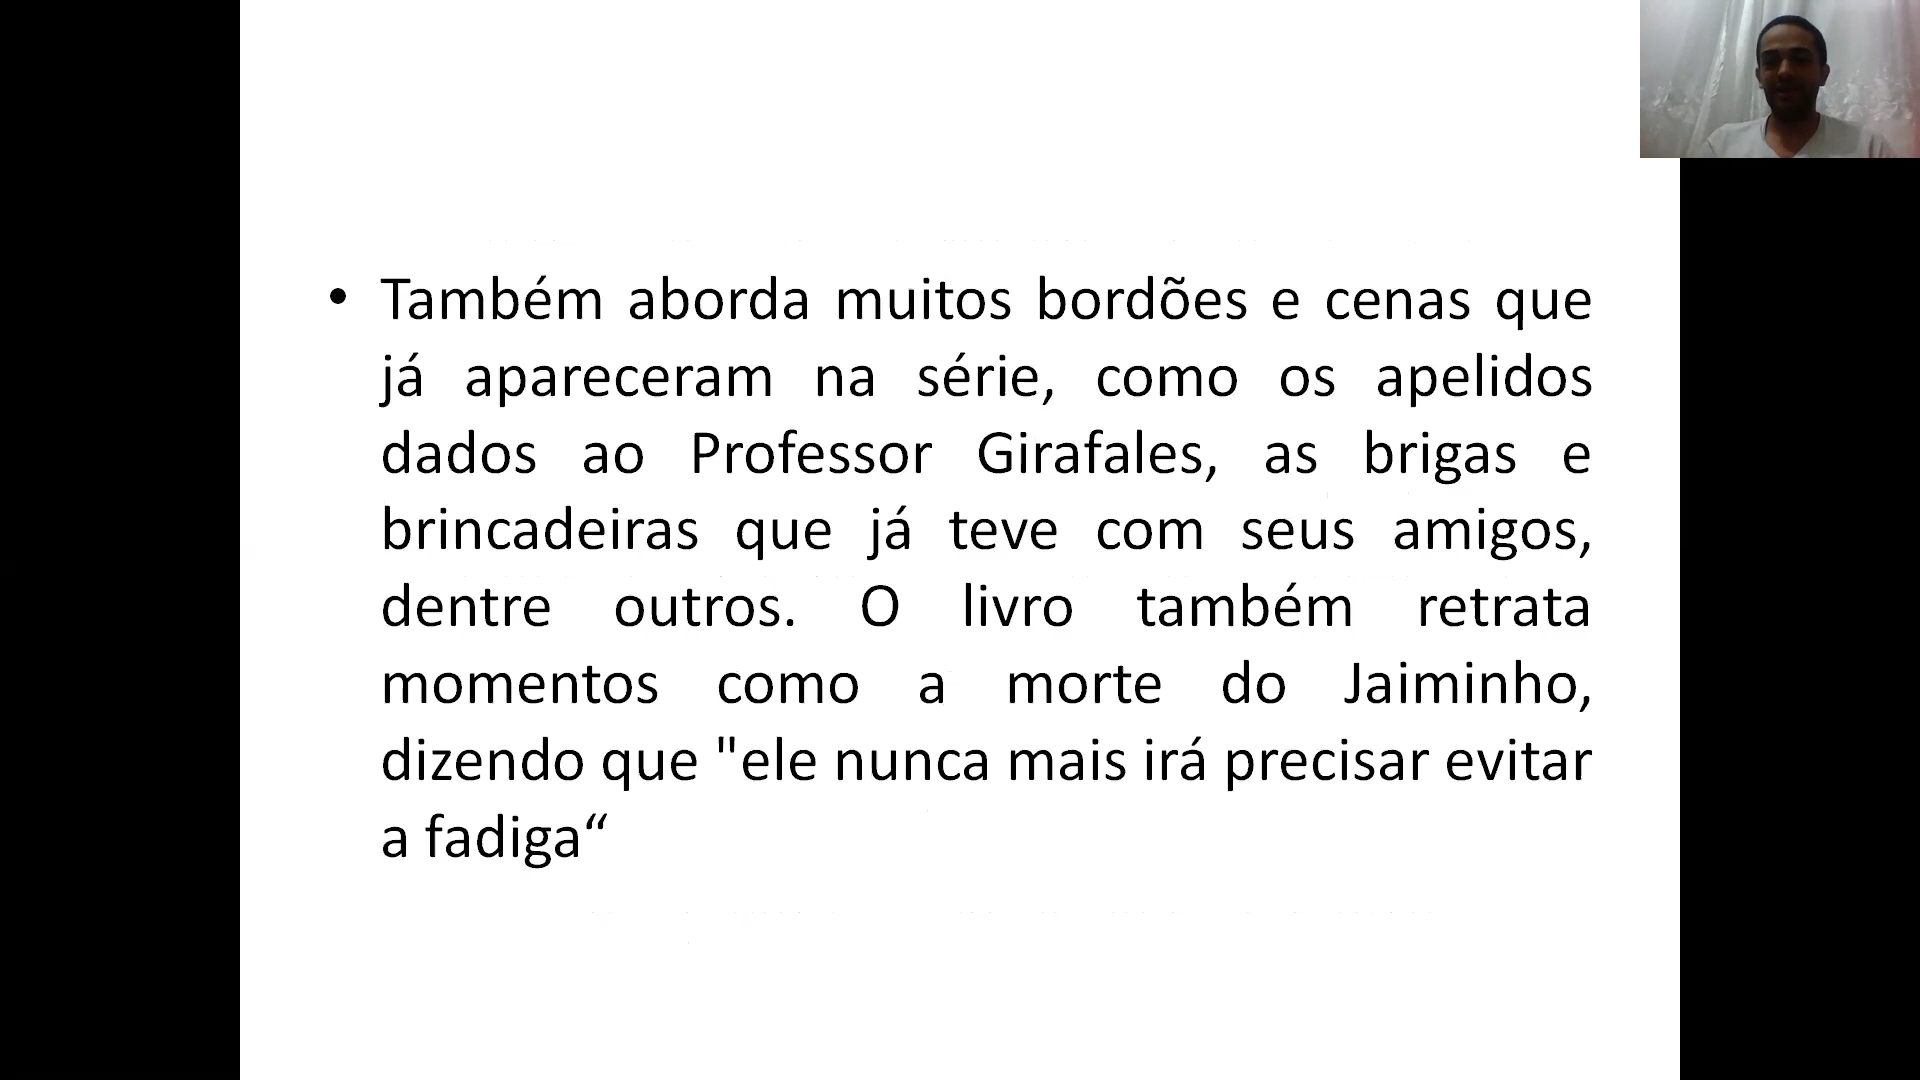 • Também aborda muitos bordões e cenas que
já apareceram na série, como os apelidos
dados ao Professor Girafales, as brigas e
brincadeiras que já teve com seus amigos,
dentre outros. O livro também retrata
momentos como a morte do Jaiminho,
dizendo que "ele nunca mais irá precisar evitar
a fadiga“